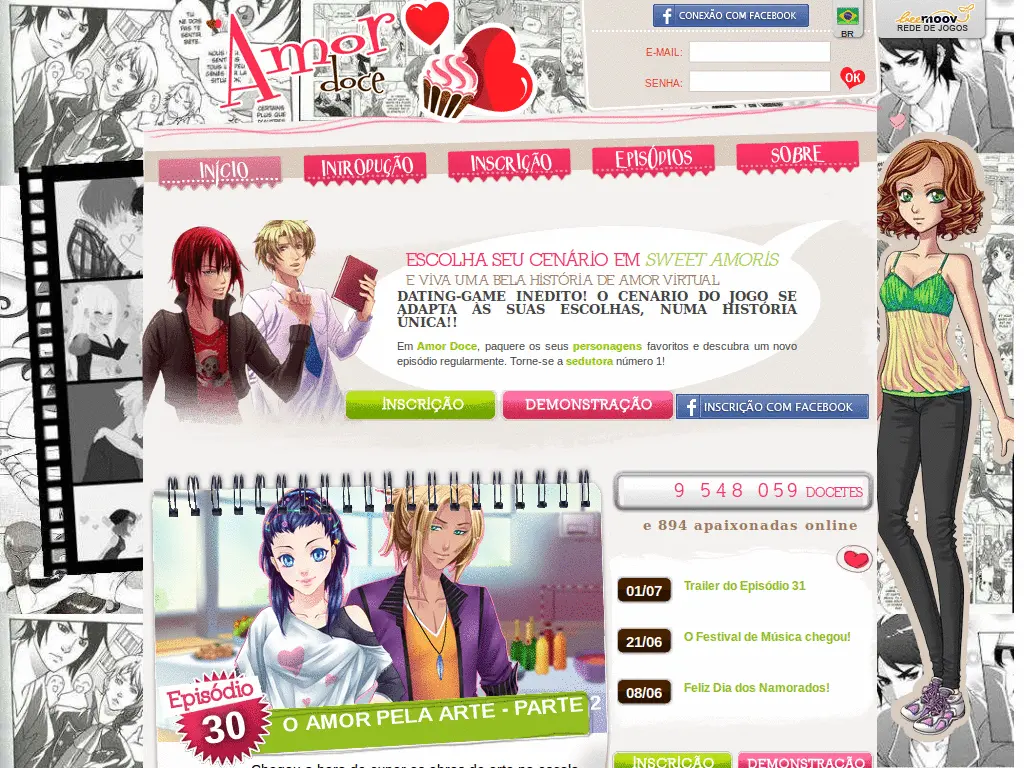 Amor doce
CONEXÃO COM FACEBOOK
BR
beemoov
REDE DE JOGOS
E-MAIL:
SENHA:
OK
INÍCIO
INTRODUÇÃO
INSCRIÇÃO
EPISÓDIOS
SOBRE
ESCOLHA SEU CENÁRIO EM SWEET AMORIS
E VIVA UMA BELA HISTÓRIA DE AMOR VIRTUAL
DATING-GAME INEDITO! O CENARIO DO JOGO SE
ADAPTA ÀS SUAS ESCOLHAS, NUMA HISTÓRIA
ÚNICA!!
Em Amor Doce, paquere os seus personagens favoritos e descubra um novo
episódio regularmente. Torne-se a sedutora número 1!
INSCRIÇÃO
DEMONSTRAÇÃO
INSCRIÇÃO COM FACEBOOK
9 548 059 DOCETES
e 894 apaixonadas online
01/07 Trailer do Episódio 31
21/06 O Festival de Música chegou!
08/06 Feliz Dia dos Namorados!
Episódio
30
O AMOR PELA ARTE - PARTE 2
INSCRIÇÃO
DEMONSTRAÇÃO